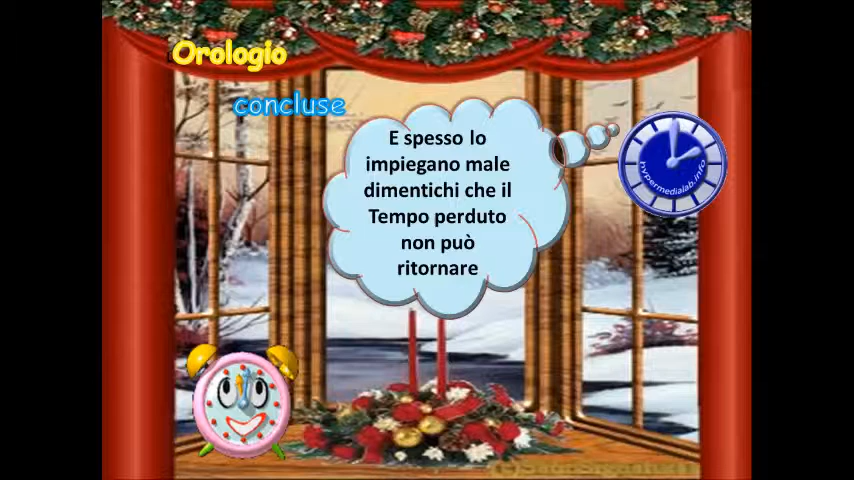 Orologio
concluse
E spesso lo
impiegano male
dimentichi che il
Tempo perduto
non può
ritornare
hypermedialab.info